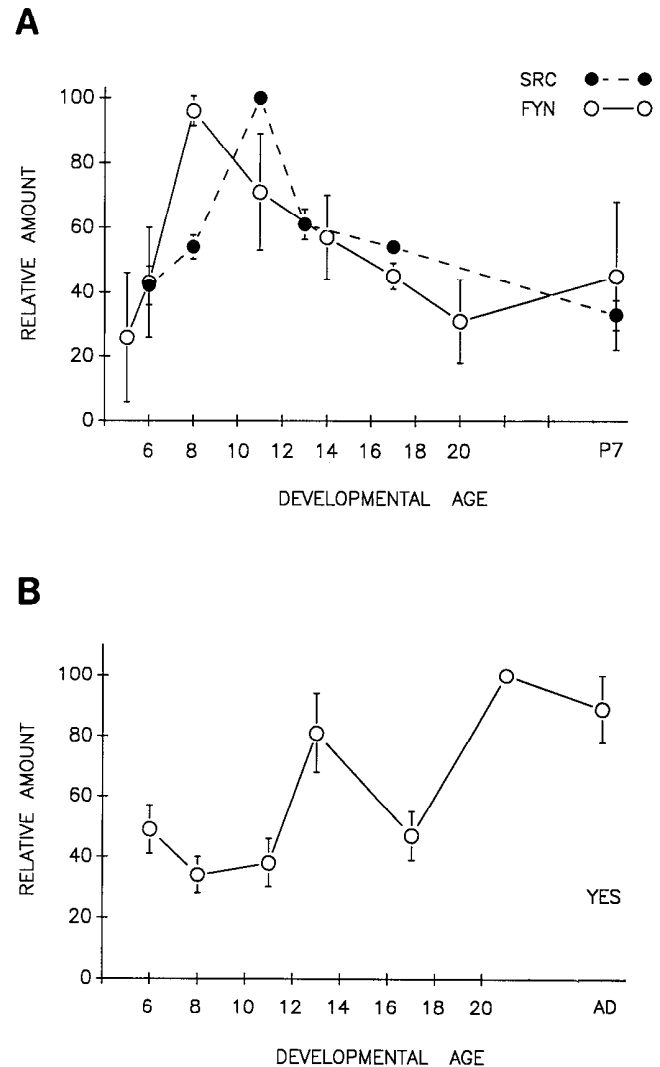 A
SRC
FYN
100
80
60
40
20
0
RELATIVE AMOUNT
6 8 10 12 14 16 18 20 P7
DEVELOPMENTAL AGE
B
100
80
60
40
20
0
RELATIVE AMOUNT
YES
6 8 10 12 14 16 18 20 AD
DEVELOPMENTAL AGE